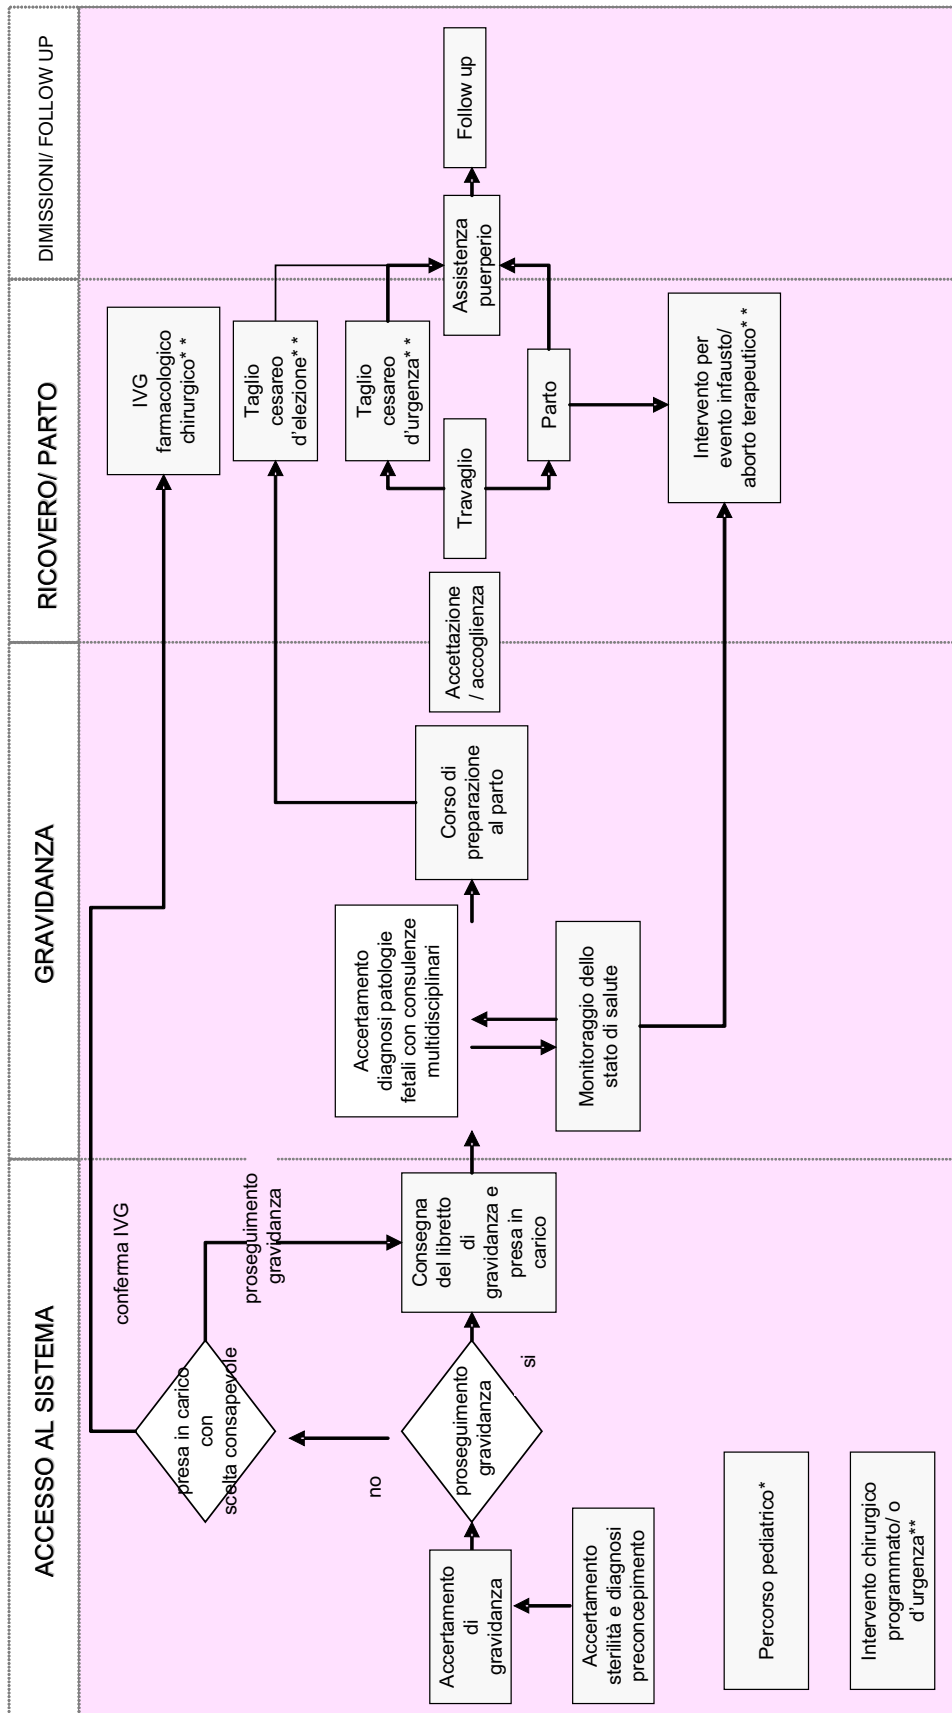 ACCESSO AL SISTEMA
GRAVIDANZA
RICOVERO/ PARTO
DIMISSIONI/ FOLLOW UP
conferma IVG
presa in carico
con
scelta consapevole
proseguimento
gravidanza
no
proseguimento
gravidanza
si
Accertamento
di
gravidanza
Accertamento
sterilità e diagnosi
preconcepimento
Percorso pediatrico*
Intervento chirurgico
programmato/ o
d'urgenza**
Consegna
del libretto
di
gravidanza e
presa in
carico
Accertamento
diagnosi patologie
fetali con consulenze
multidisciplinari
Monitoraggio dello
stato di salute
Corso di
preparazione
al parto
Accettazione
/ accoglienza
IVG
farmacologico
chirurgico* *
Taglio
cesareo
d'elezione* *
Taglio
cesareo
d'urgenza* *
Travaglio
Parto
Intervento per
evento infausto/
aborto terapeutico* *
Assistenza
puerperio
Follow up